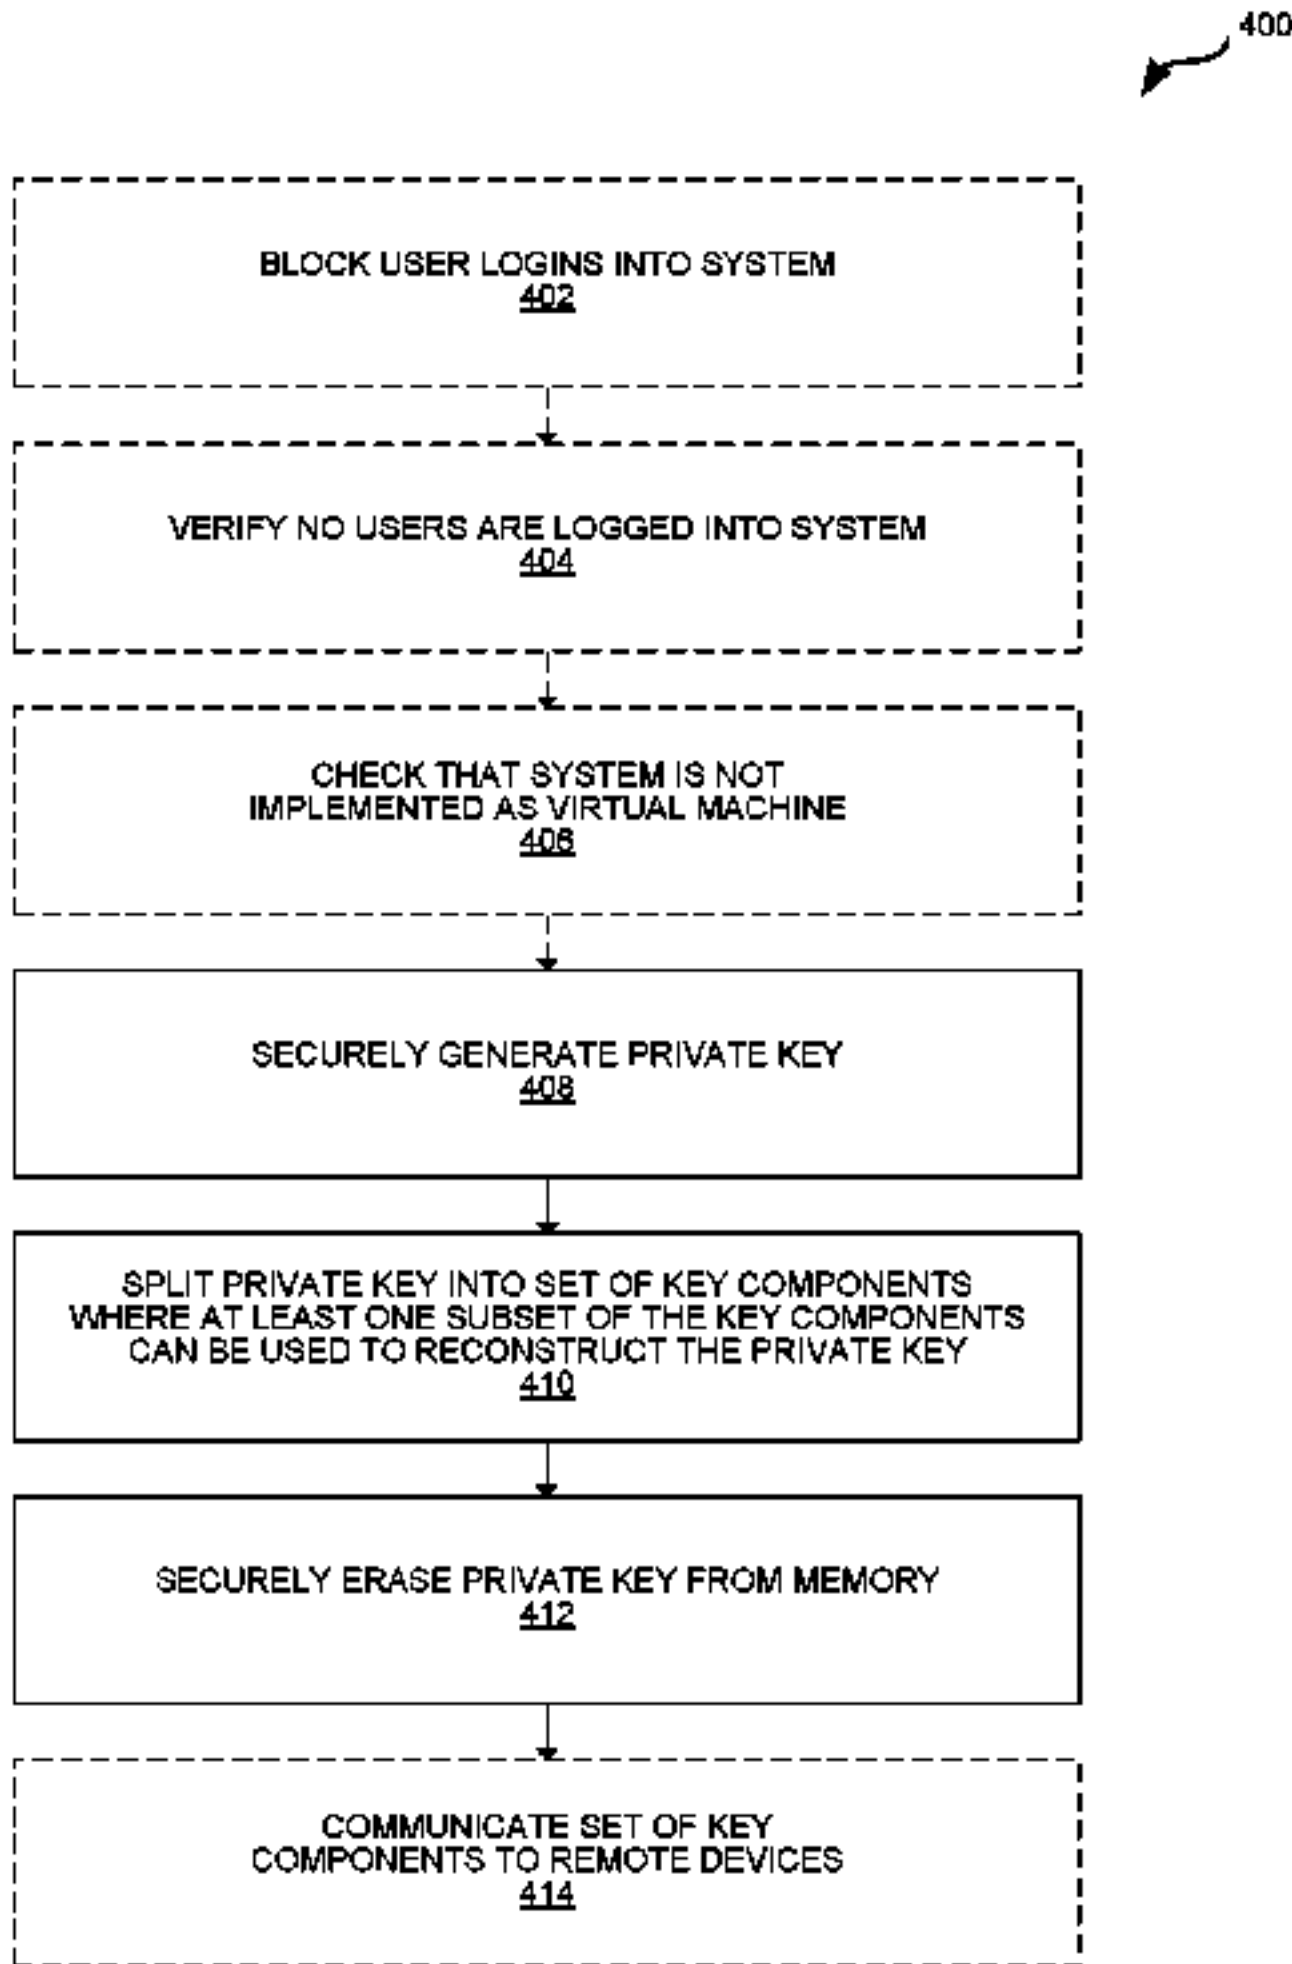 400
BLOCK USER LOGINS INTO SYSTEM
402
VERIFY NO USERS ARE LOGGED INTO SYSTEM
404
CHECK THAT SYSTEM IS NOT
IMPLEMENTED AS VIRTUAL MACHINE
406
SECURELY GENERATE PRIVATE KEY
408
SPLIT PRIVATE KEY INTO SET OF KEY COMPONENTS
WHERE AT LEAST ONE SUBSET OF THE KEY COMPONENTS
CAN BE USED TO RECONSTRUCT THE PRIVATE KEY
410
SECURELY ERASE PRIVATE KEY FROM MEMORY
412
COMMUNICATE SET OF KEY
COMPONENTS TO REMOTE DEVICES
414